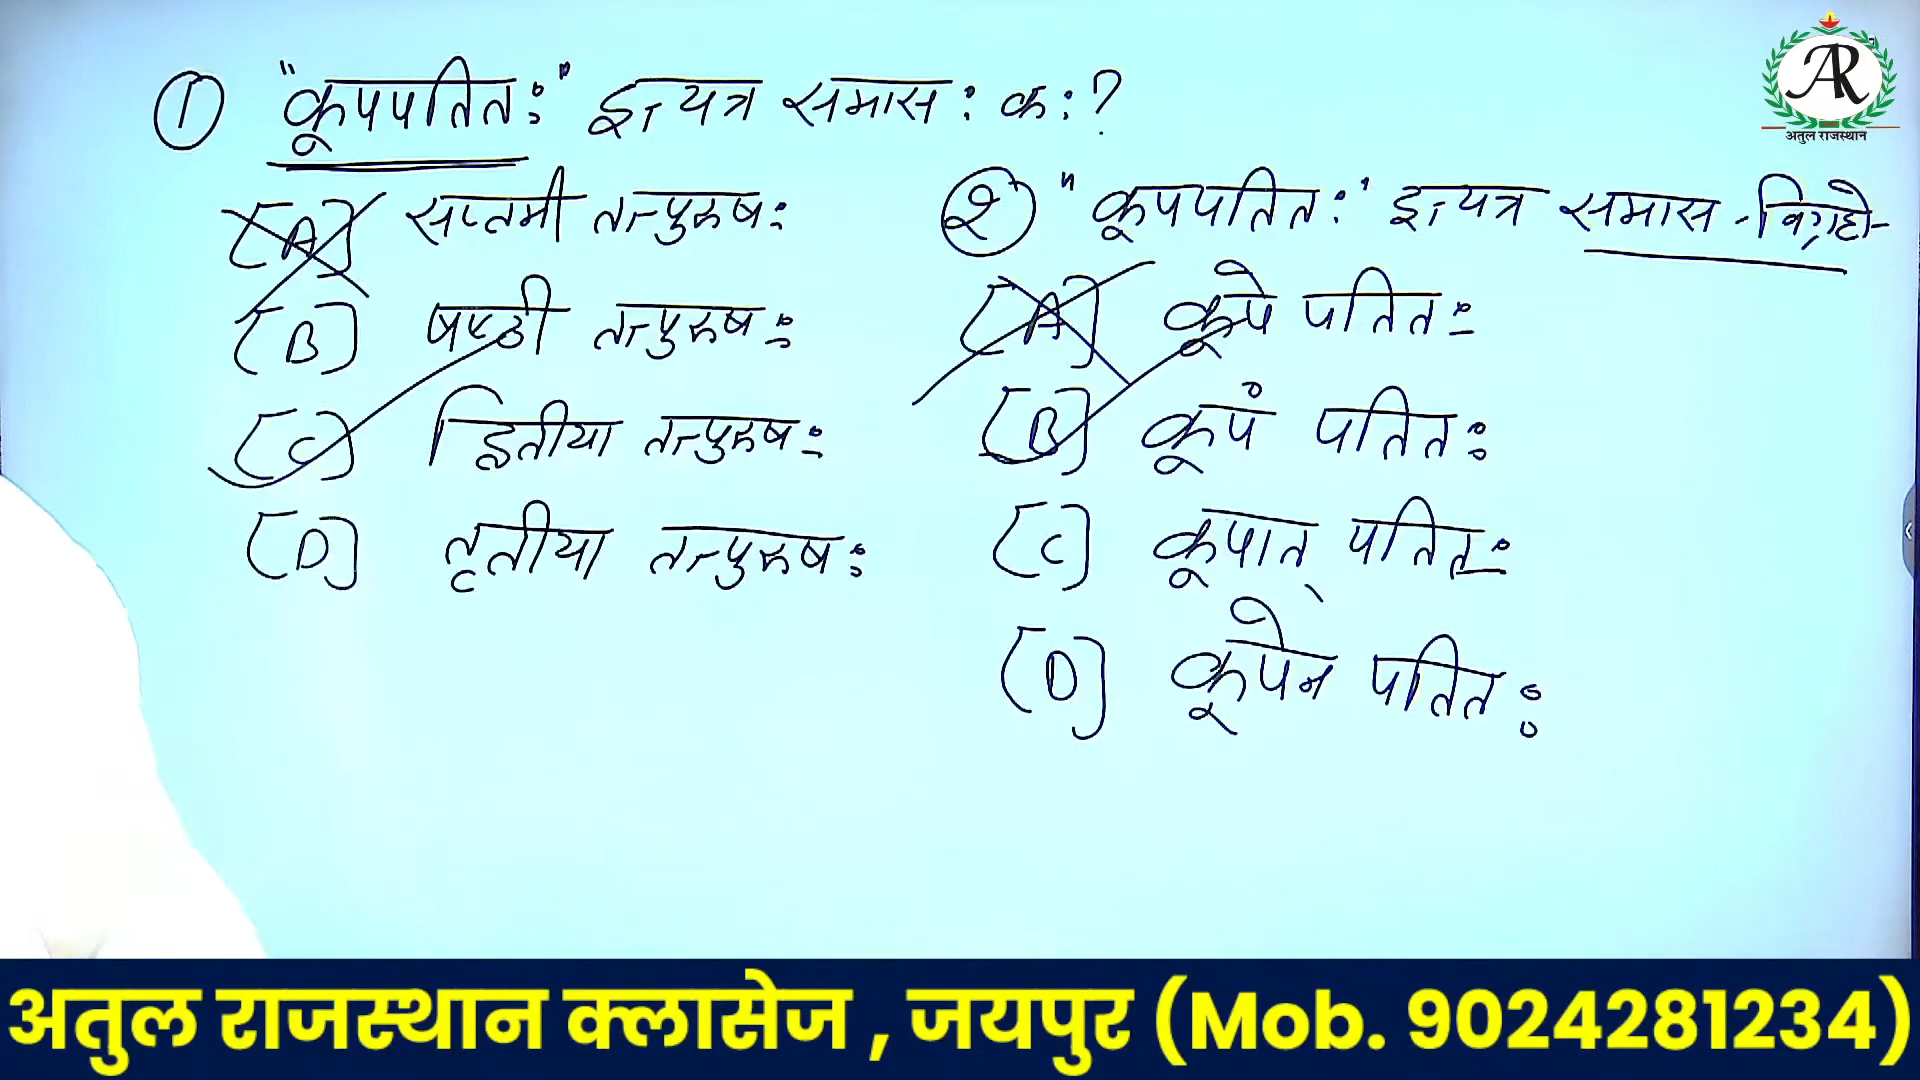 ① "कूपपतितः" इत्यत्र समासः कः?
[A] सप्तमी तत्पुरुषः
[B] षष्ठी तत्पुरुषः
[C] द्वितीया तत्पुरुषः
[D] तृतीया तत्पुरुषः
② "कूपपतितः" इत्यत्र समास-विग्रहो-
[A] कूपे पतितः
[B] कूपं पतितः
[C] कूपात् पतितः
[D] कूपेन पतितः
AR
अतुल राजस्थान
अतुल राजस्थान क्लासेज , जयपुर (Mob. 9024281234)